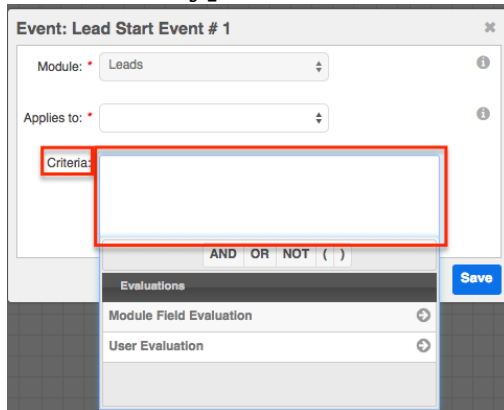 Event: Lead Start Event # 1
Module: * Leads
Applies to: *
Criteria:
AND OR NOT ( )
Save
Evaluations
Module Field Evaluation
User Evaluation